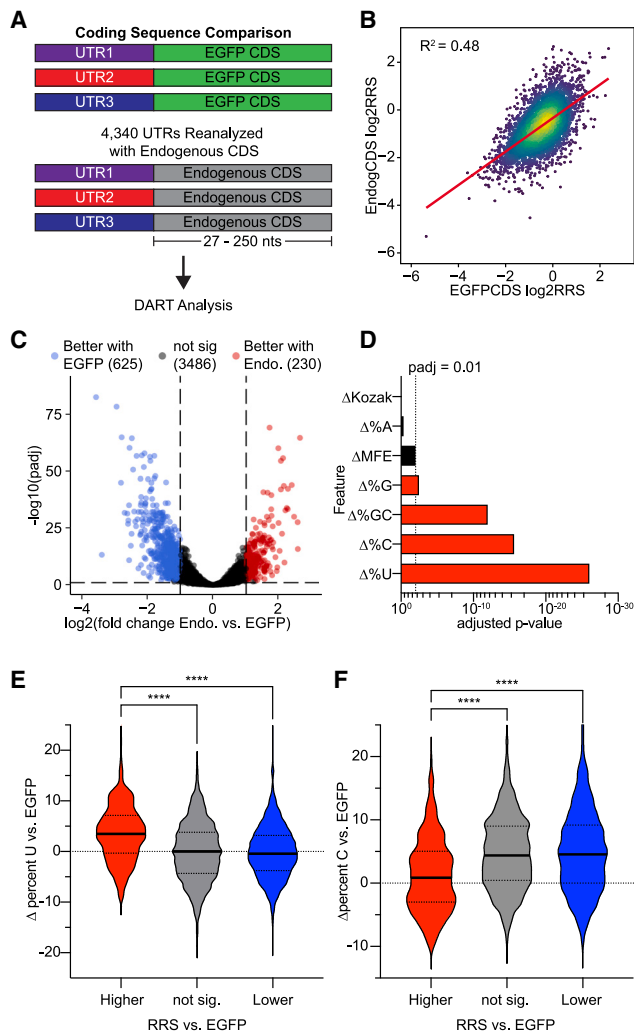 A
Coding Sequence Comparison
UTR1 EGFP CDS
UTR2 EGFP CDS
UTR3 EGFP CDS
4,340 UTRs Reanalyzed
with Endogenous CDS
UTR1 Endogenous CDS
UTR2 Endogenous CDS
UTR3 Endogenous CDS
27 - 250 nts
DART Analysis
B
R² = 0.48
EndogCDS log2RRS
2
0
−2
−4
−6
−6 −4 −2 0 2
EGFPCDS log2RRS
C
Better with EGFP (625)
not sig (3486)
Better with Endo. (230)
-log10(padj)
75
50
25
0
−4 −2 0 2
log2(fold change Endo. vs. EGFP)
D
padj = 0.01
Feature
ΔKozak
Δ%A
ΔMFE
Δ%G
Δ%GC
Δ%C
Δ%U
10⁰ 10⁻¹⁰ 10⁻²⁰ 10⁻³⁰
adjusted p-value
E
****
****
Δ percent U vs. EGFP
20
10
0
-10
-20
Higher not sig. Lower
RRS vs. EGFP
F
****
****
Δpercent C vs. EGFP
20
10
0
-10
Higher not sig. Lower
RRS vs. EGFP